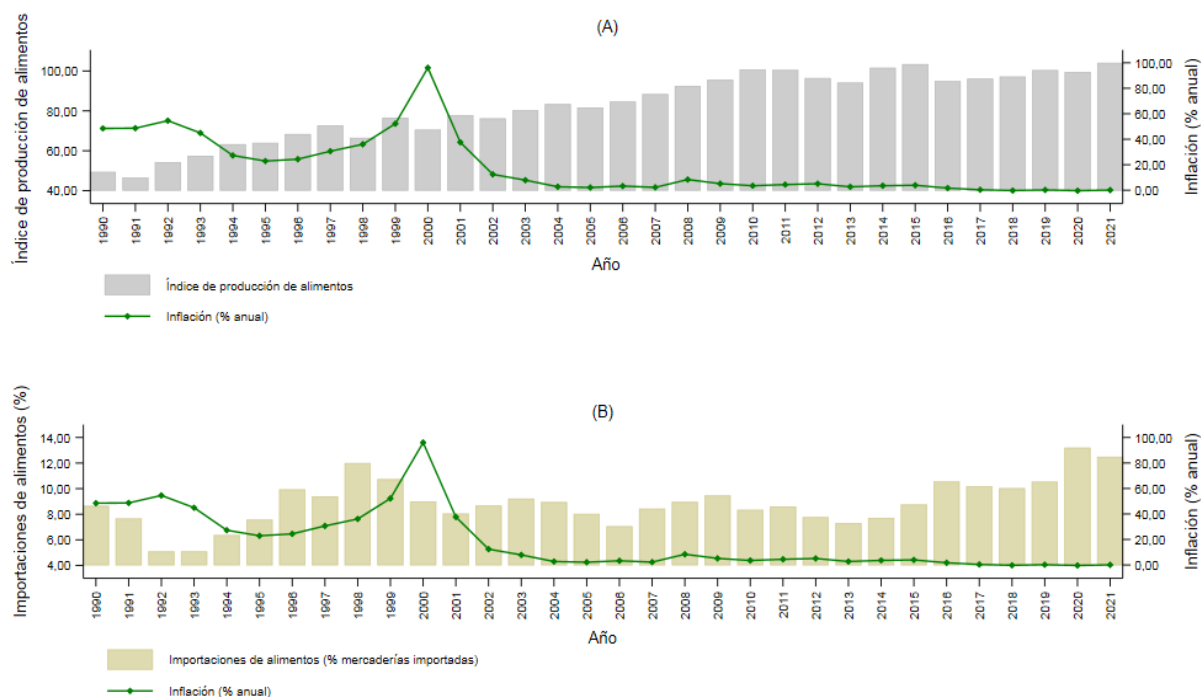 (A)
Índice de producción de alimentos
100,00
80,00
60,00
40,00
100,00
80,00
60,00
40,00
20,00
0,00
Inflación (% anual)
1990 1991 1992 1993 1994 1995 1996 1997 1998 1999 2000 2001 2002 2003 2004 2005 2006 2007 2008 2009 2010 2011 2012 2013 2014 2015 2016 2017 2018 2019 2020 2021
Año
Índice de producción de alimentos
Inflación (% anual)
(B)
Importaciones de alimentos (%)
14,00
12,00
10,00
8,00
6,00
4,00
100,00
80,00
60,00
40,00
20,00
0,00
Inflación (% anual)
1990 1991 1992 1993 1994 1995 1996 1997 1998 1999 2000 2001 2002 2003 2004 2005 2006 2007 2008 2009 2010 2011 2012 2013 2014 2015 2016 2017 2018 2019 2020 2021
Año
Importaciones de alimentos (% mercaderías importadas)
Inflación (% anual)